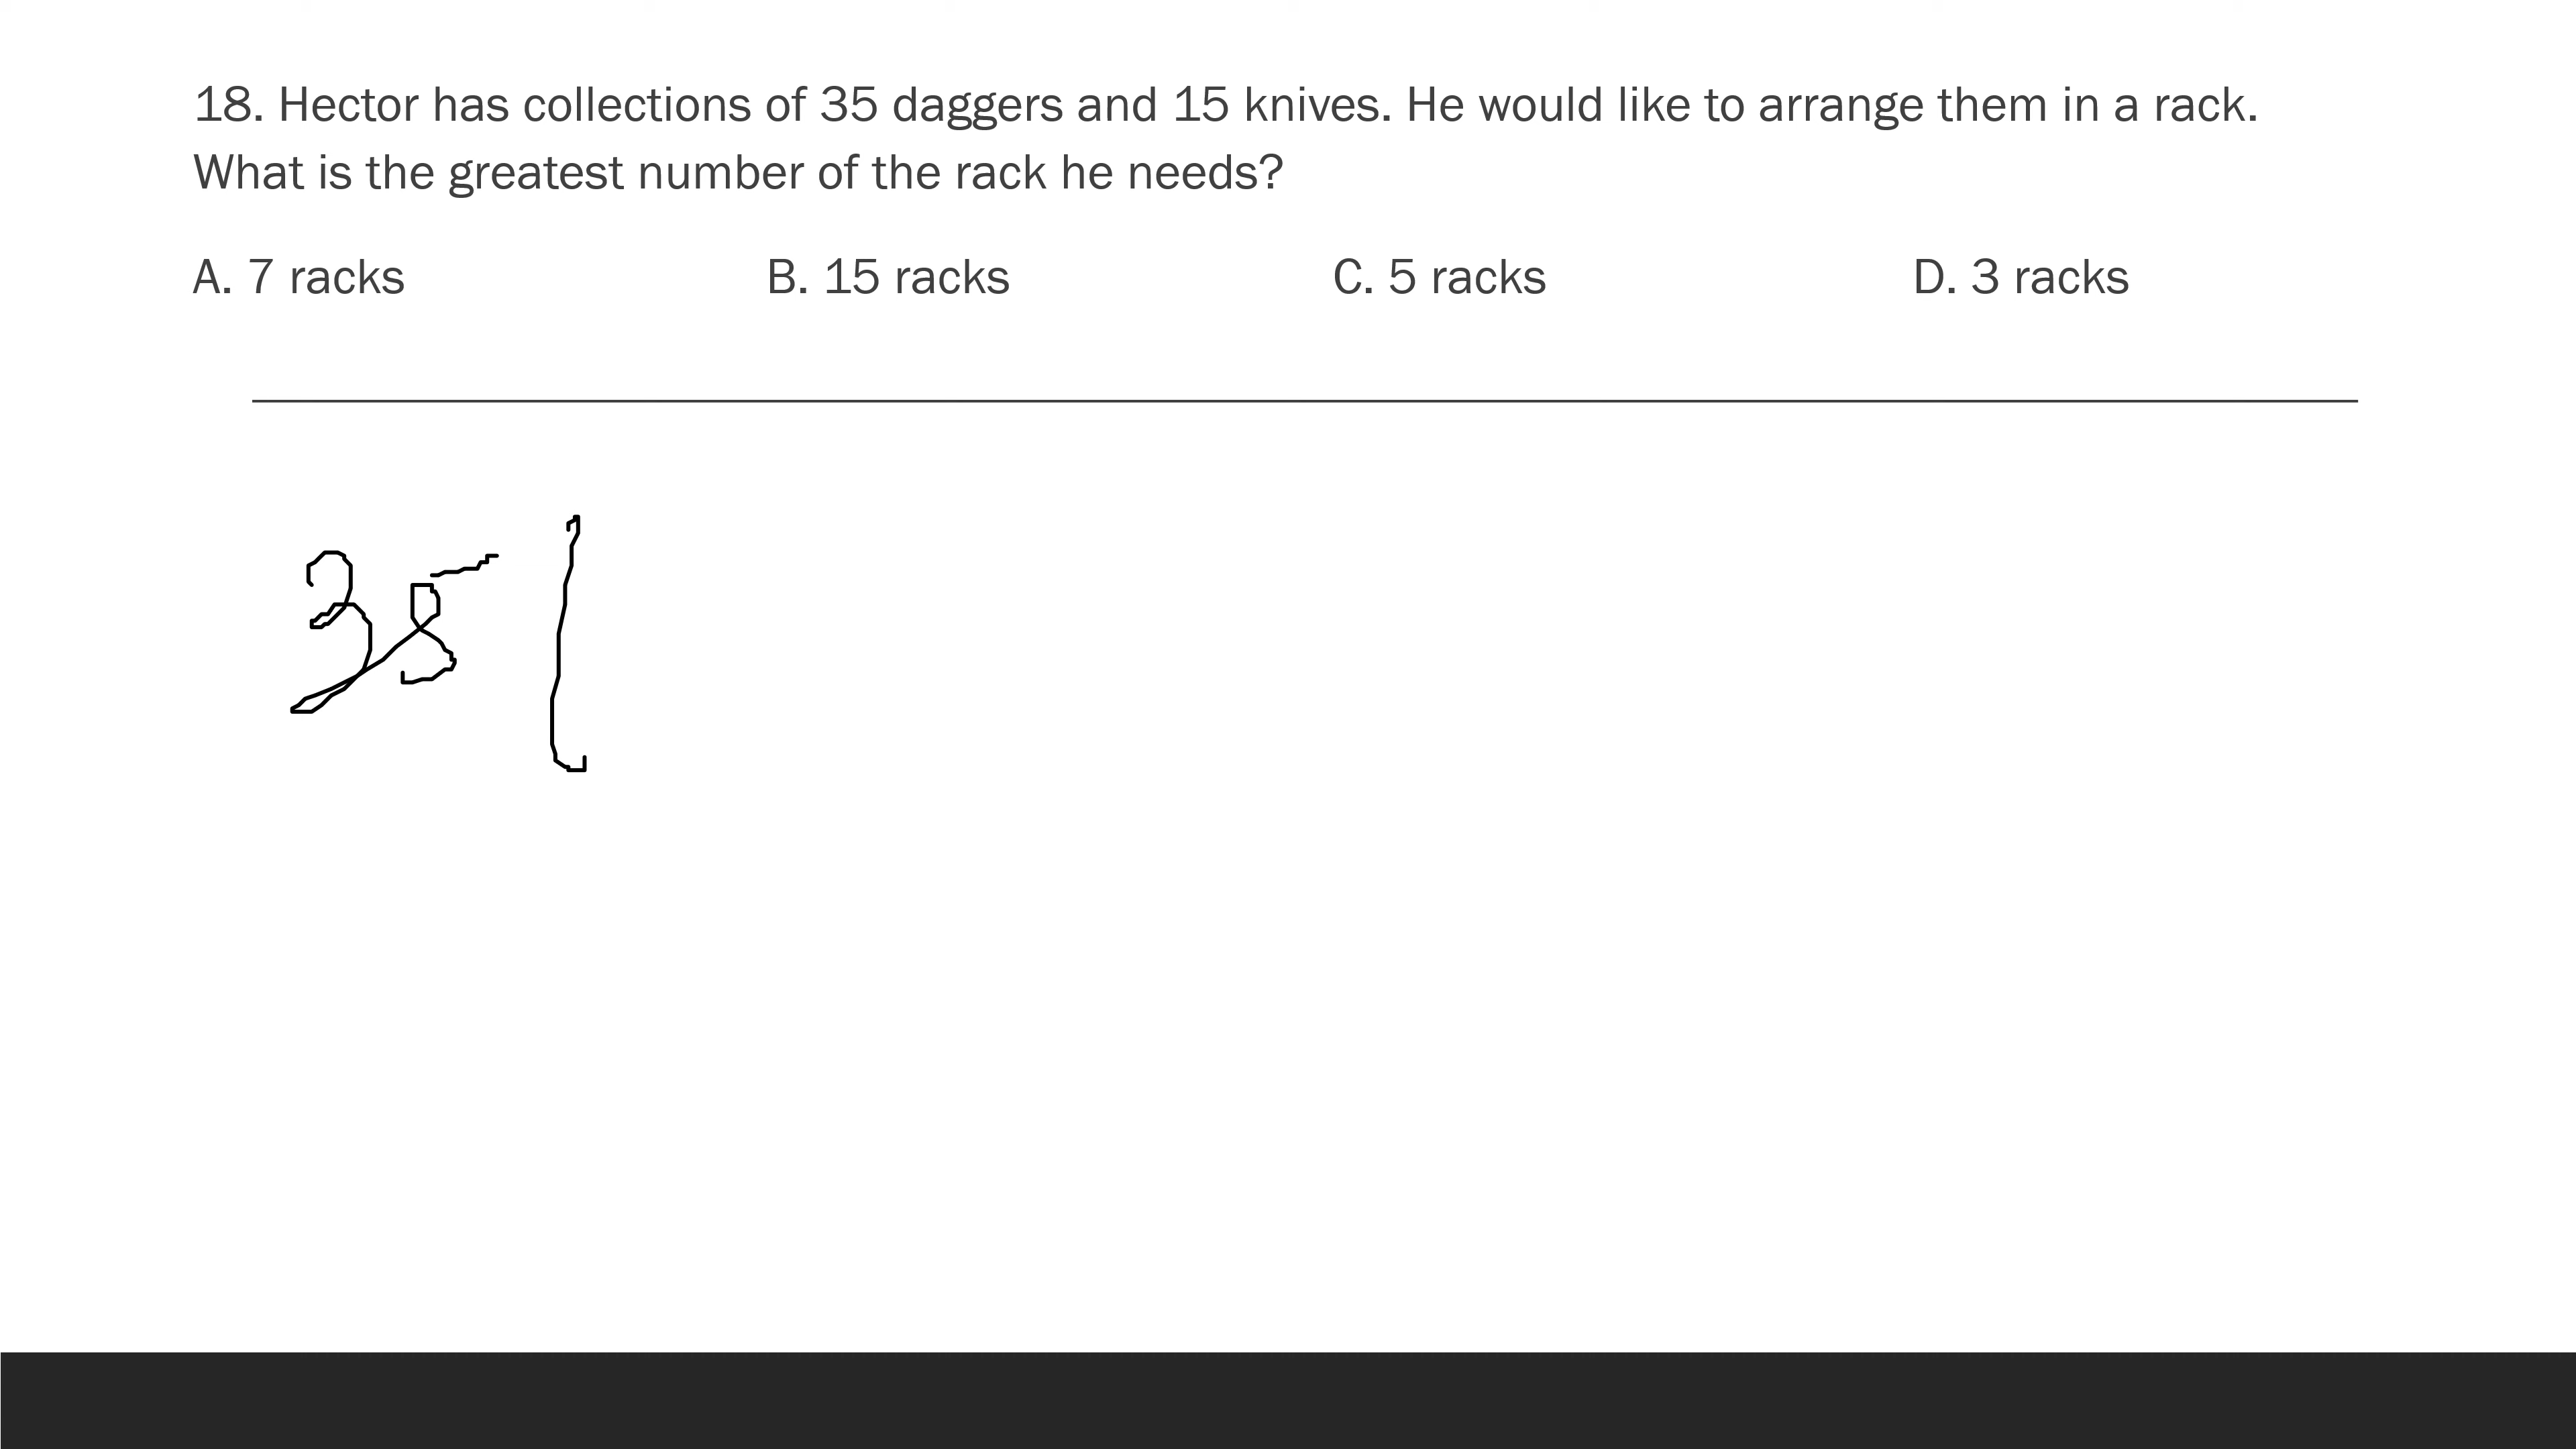 18. Hector has collections of 35 daggers and 15 knives. He would like to arrange them in a rack.
What is the greatest number of the rack he needs?
A. 7 racks B. 15 racks C. 5 racks D. 3 racks
35